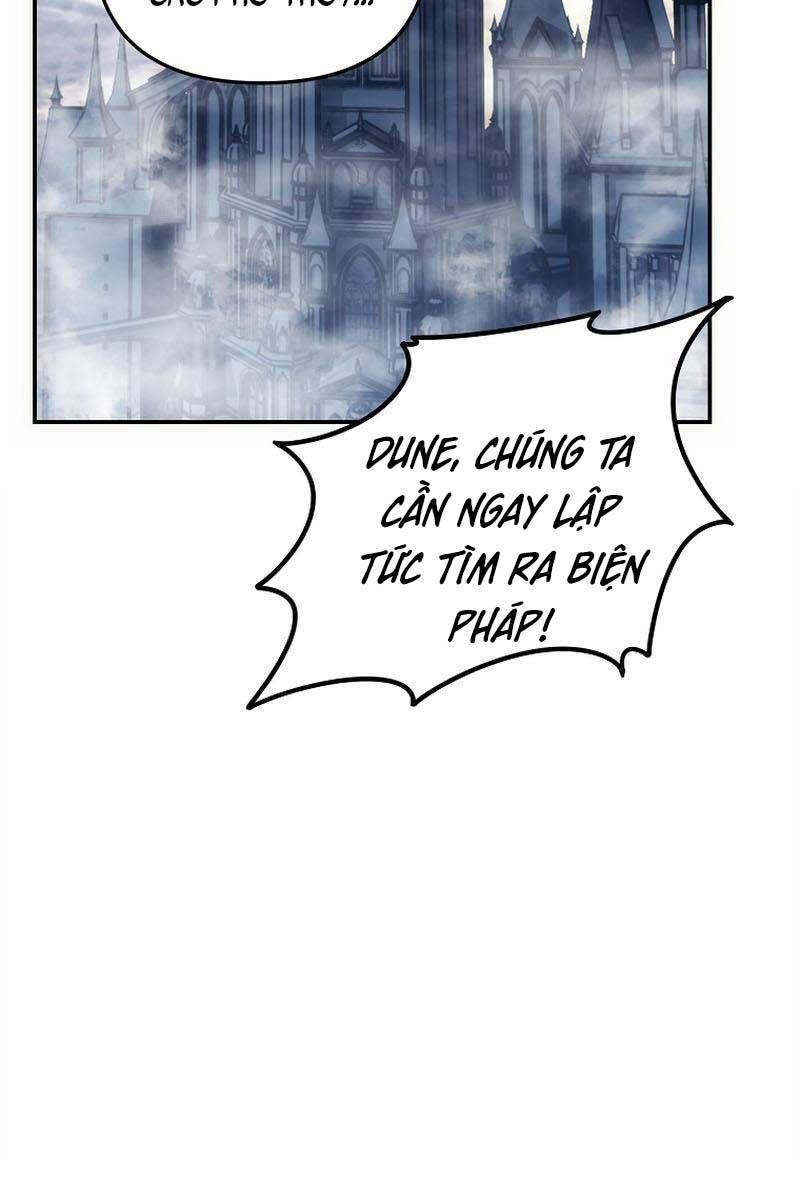 DUNE, CHÚNG TA
CẦN NGAY LẬP
TỨC TÌM RA BIỆN
PHÁP!